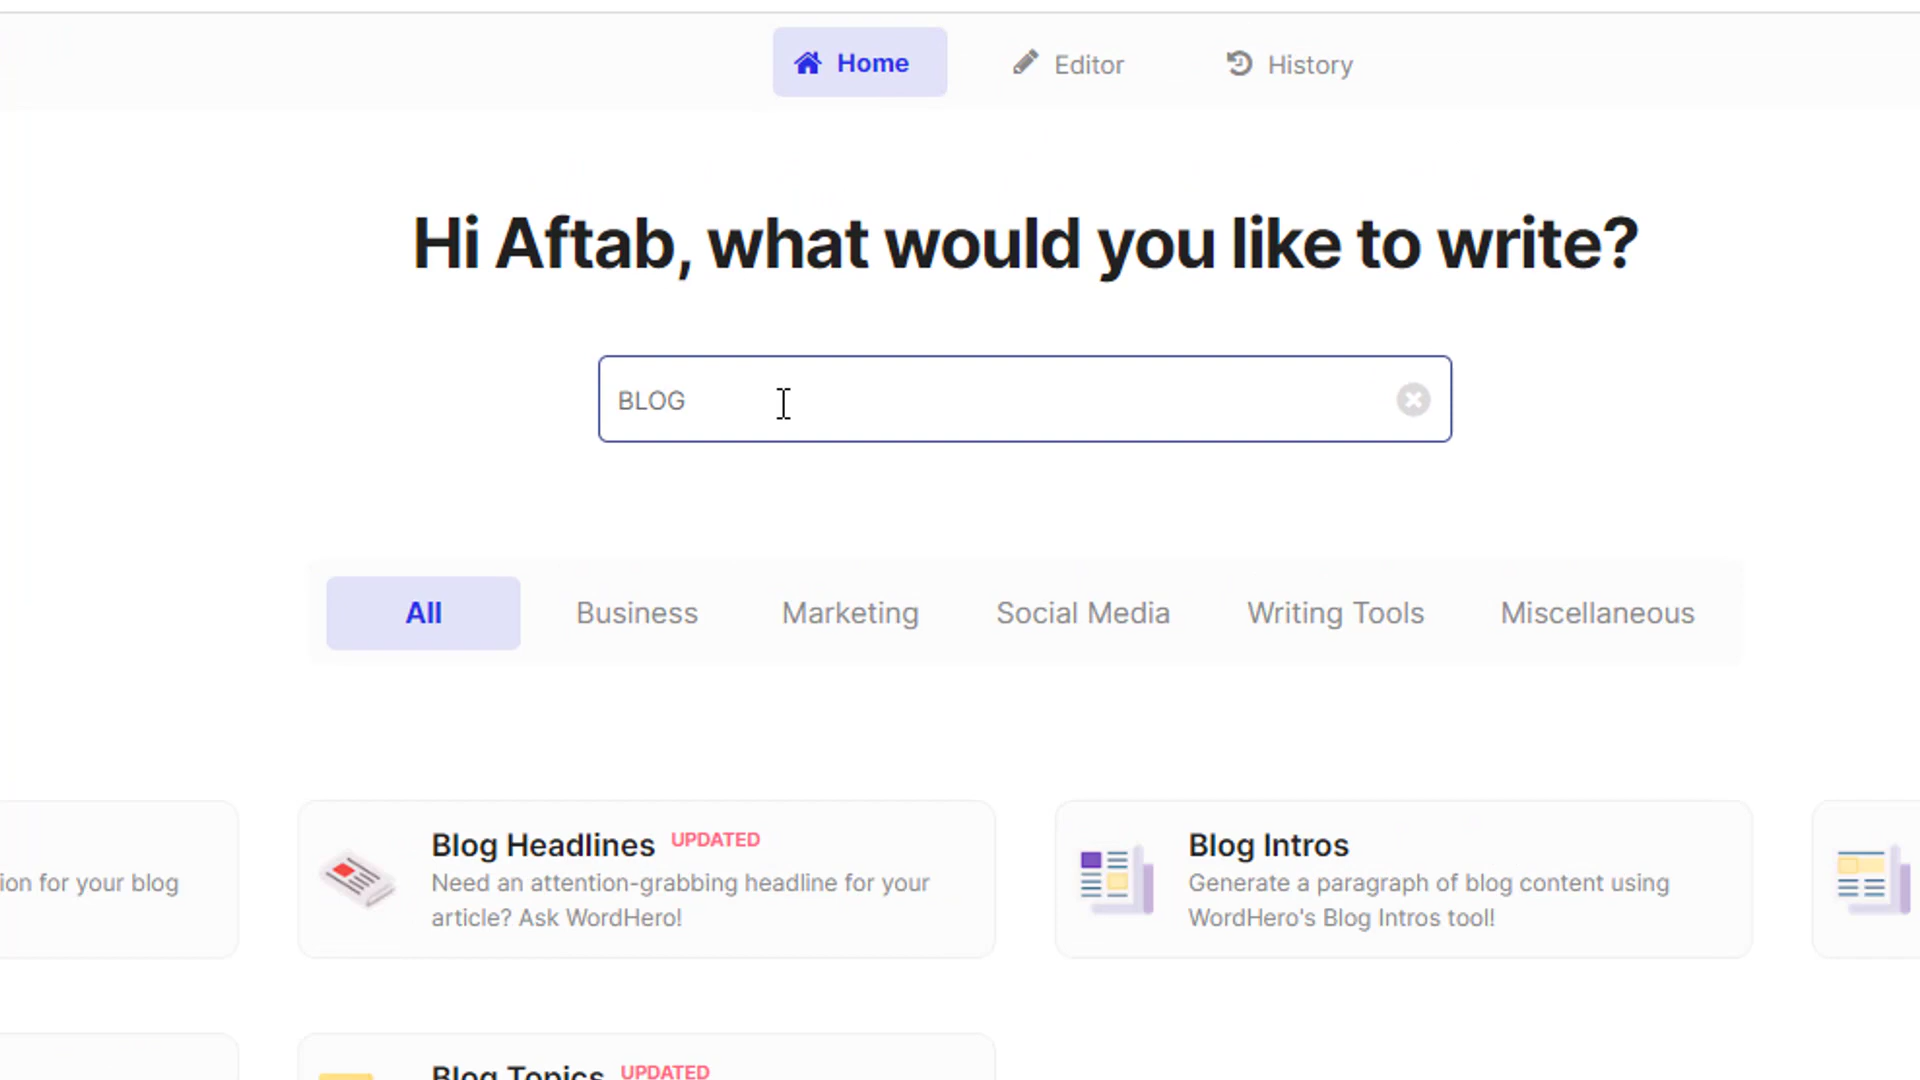 Home
Editor
History
Hi Aftab, what would you like to write?
BLOG
All
Business
Marketing
Social Media
Writing Tools
Miscellaneous
ion for your blog
Blog Headlines UPDATED
Need an attention-grabbing headline for your
article? Ask WordHero!
Blog Intros
Generate a paragraph of blog content using
WordHero's Blog Intros tool!
Blog Topics UPDATED